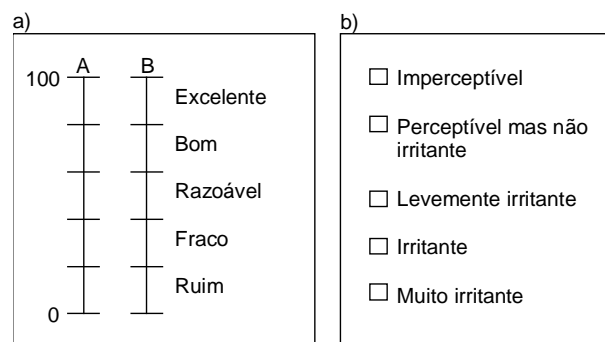 a)
A B
100
Excelente
Bom
Razoável
Fraco
Ruim
0
b)
Imperceptível
Perceptível mas não
irritante
Levemente irritante
Irritante
Muito irritante